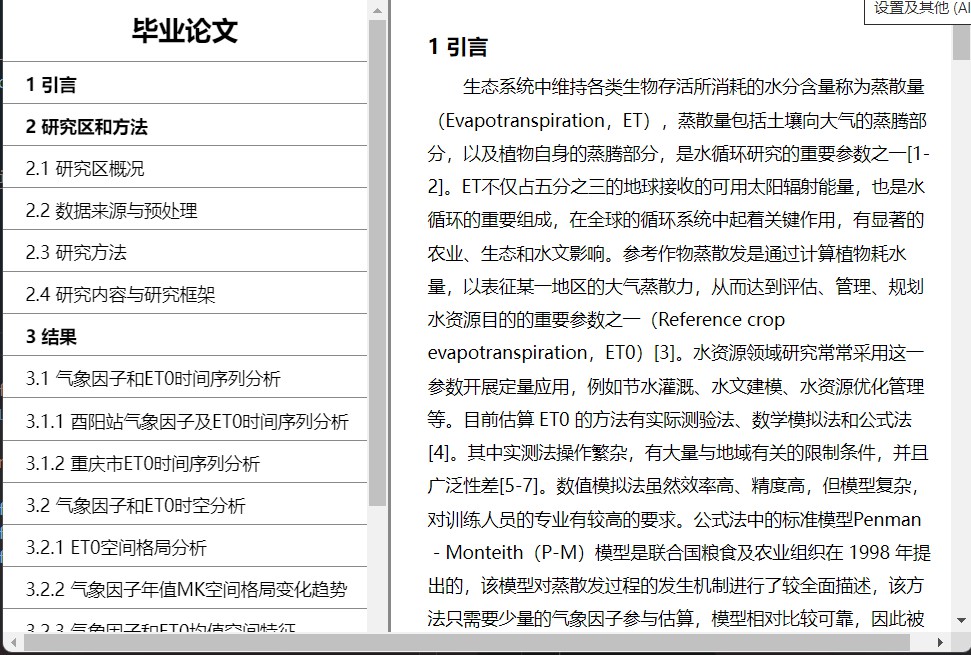 毕业论文
1 引言
2 研究区和方法
2.1 研究区概况
2.2 数据来源与预处理
2.3 研究方法
2.4 研究内容与研究框架
3 结果
3.1 气象因子和ET0时间序列分析
3.1.1 酉阳站气象因子及ET0时间序列分析
3.1.2 重庆市ET0时间序列分析
3.2 气象因子和ET0时空分析
3.2.1 ET0空间格局分析
3.2.2 气象因子年值MK空间格局变化趋势
3.2.3 气象因子和ET0均值空间特征
设置及其他 (Al
1 引言
生态系统中维持各类生物存活所消耗的水分含量称为蒸散量
（Evapotranspiration，ET），蒸散量包括土壤向大气的蒸腾部
分，以及植物自身的蒸腾部分，是水循环研究的重要参数之一[1-
2]。ET不仅占五分之三的地球接收的可用太阳辐射能量，也是水
循环的重要组成，在全球的循环系统中起着关键作用，有显著的
农业、生态和水文影响。参考作物蒸散发是通过计算植物耗水
量，以表征某一地区的大气蒸散力，从而达到评估、管理、规划
水资源目的的重要参数之一（Reference crop
evapotranspiration，ET0）[3]。水资源领域研究常常采用这一
参数开展定量应用，例如节水灌溉、水文建模、水资源优化管理
等。目前估算 ET0 的方法有实际测验法、数学模拟法和公式法
[4]。其中实测法操作繁杂，有大量与地域有关的限制条件，并且
广泛性差[5-7]。数值模拟法虽然效率高、精度高，但模型复杂，
对训练人员的专业有较高的要求。公式法中的标准模型Penman
- Monteith（P-M）模型是联合国粮食及农业组织在 1998 年提
出的，该模型对蒸散发过程的发生机制进行了较全面描述，该方
法只需要少量的气象因子参与估算，模型相对比较可靠，因此被